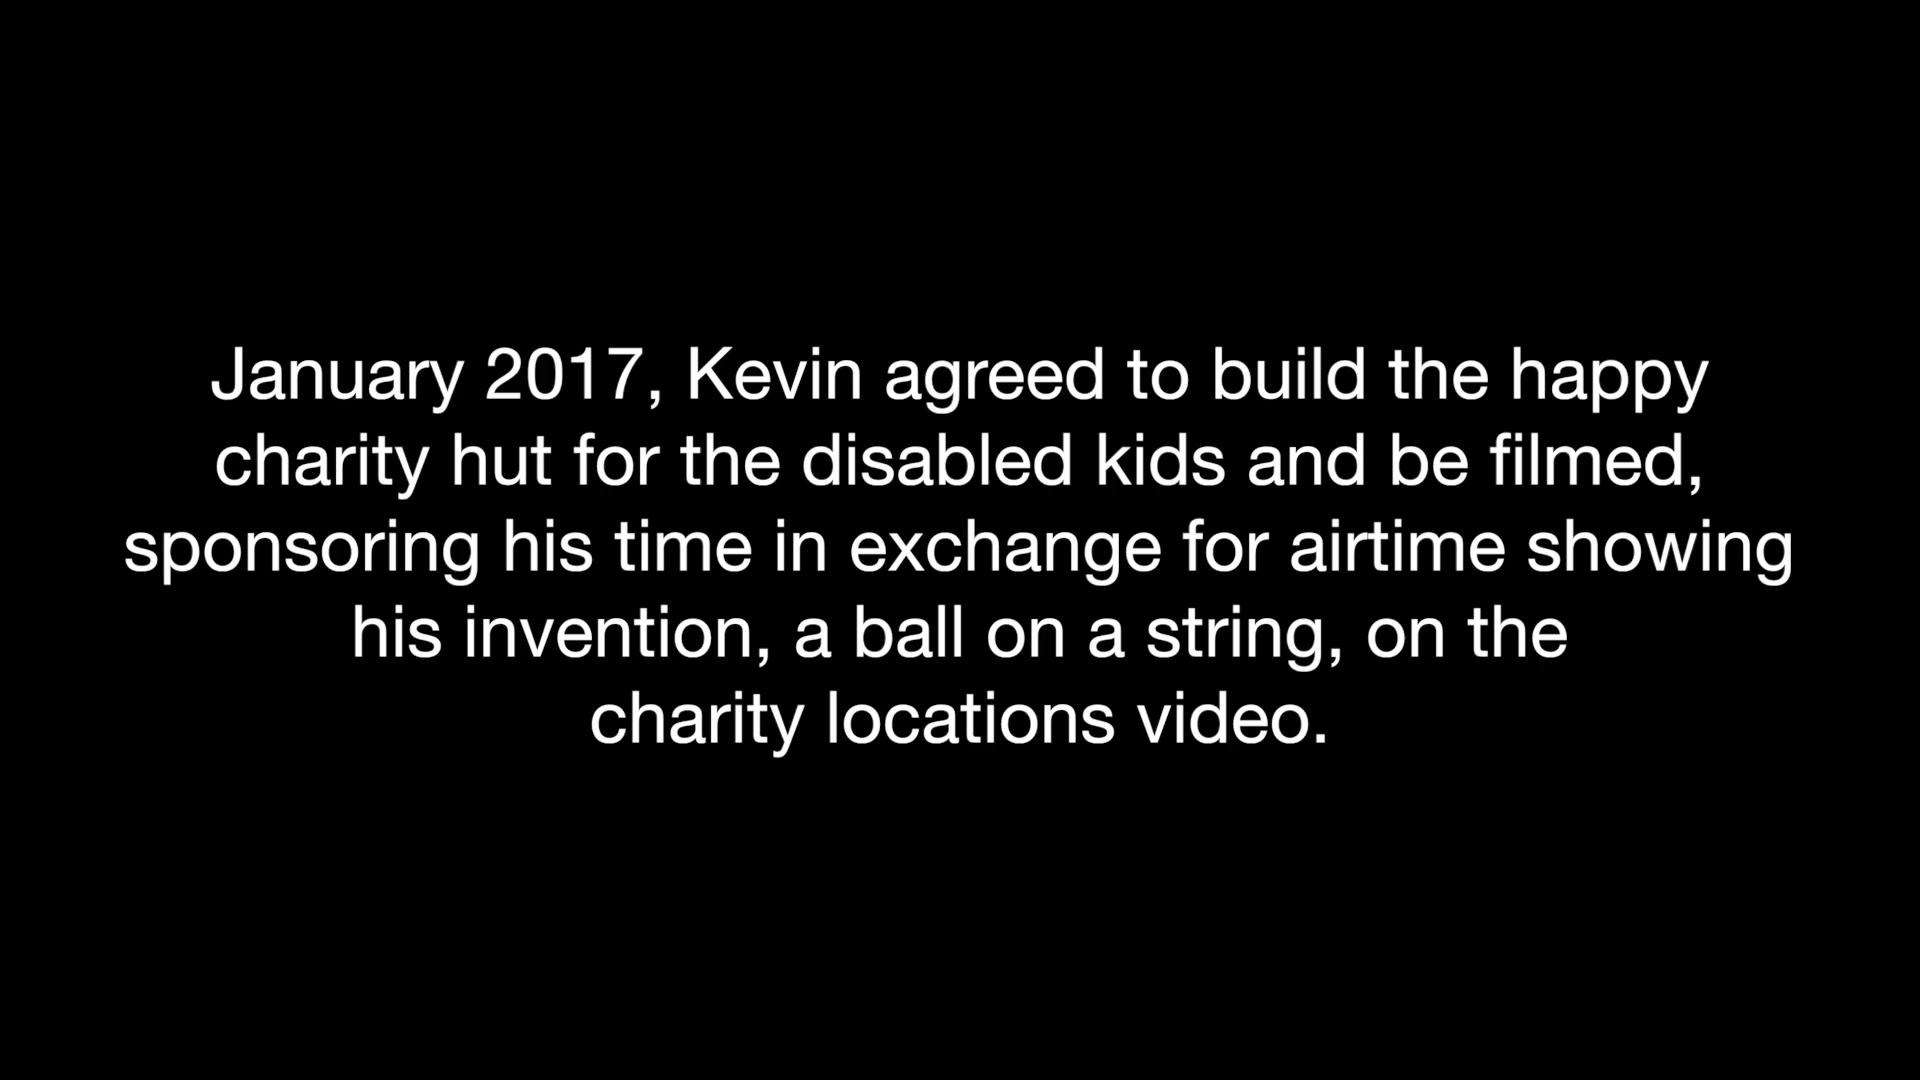 January 2017, Kevin agreed to build the happy
charity hut for the disabled kids and be filmed,
sponsoring his time in exchange for airtime showing
his invention, a ball on a string, on the
charity locations video.